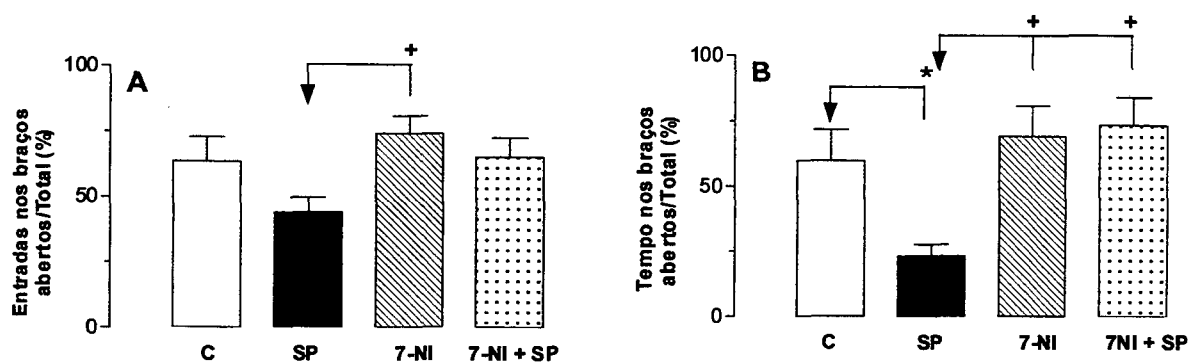 A
Entradas nos braços
abertos/Total (%)
100
50
0
+
C
SP
7-NI
7-NI + SP
B
Tempo nos braços
abertos/Total (%)
100
50
0
*
+
+
C
SP
7-NI
7NI + SP